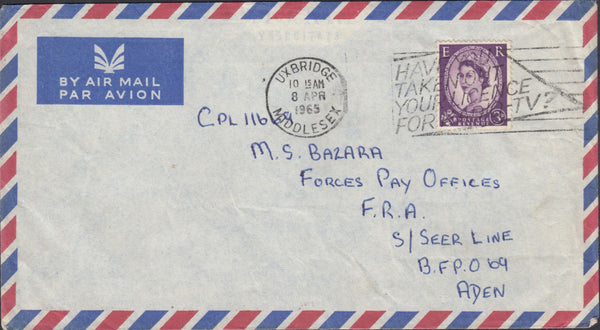 BY AIR MAIL
PAR AVION
UXBRIDGE
10 15 AM
8 APR
1965
MIDDLESEX
E R
POSTAGE
TAKE
YOUR TV?
FOR
CPL 11
M. S. BAZARA
FORCES PAY OFFICES
F.R.A.
S/SEER LINE
B.F.P.O 69
ADEN